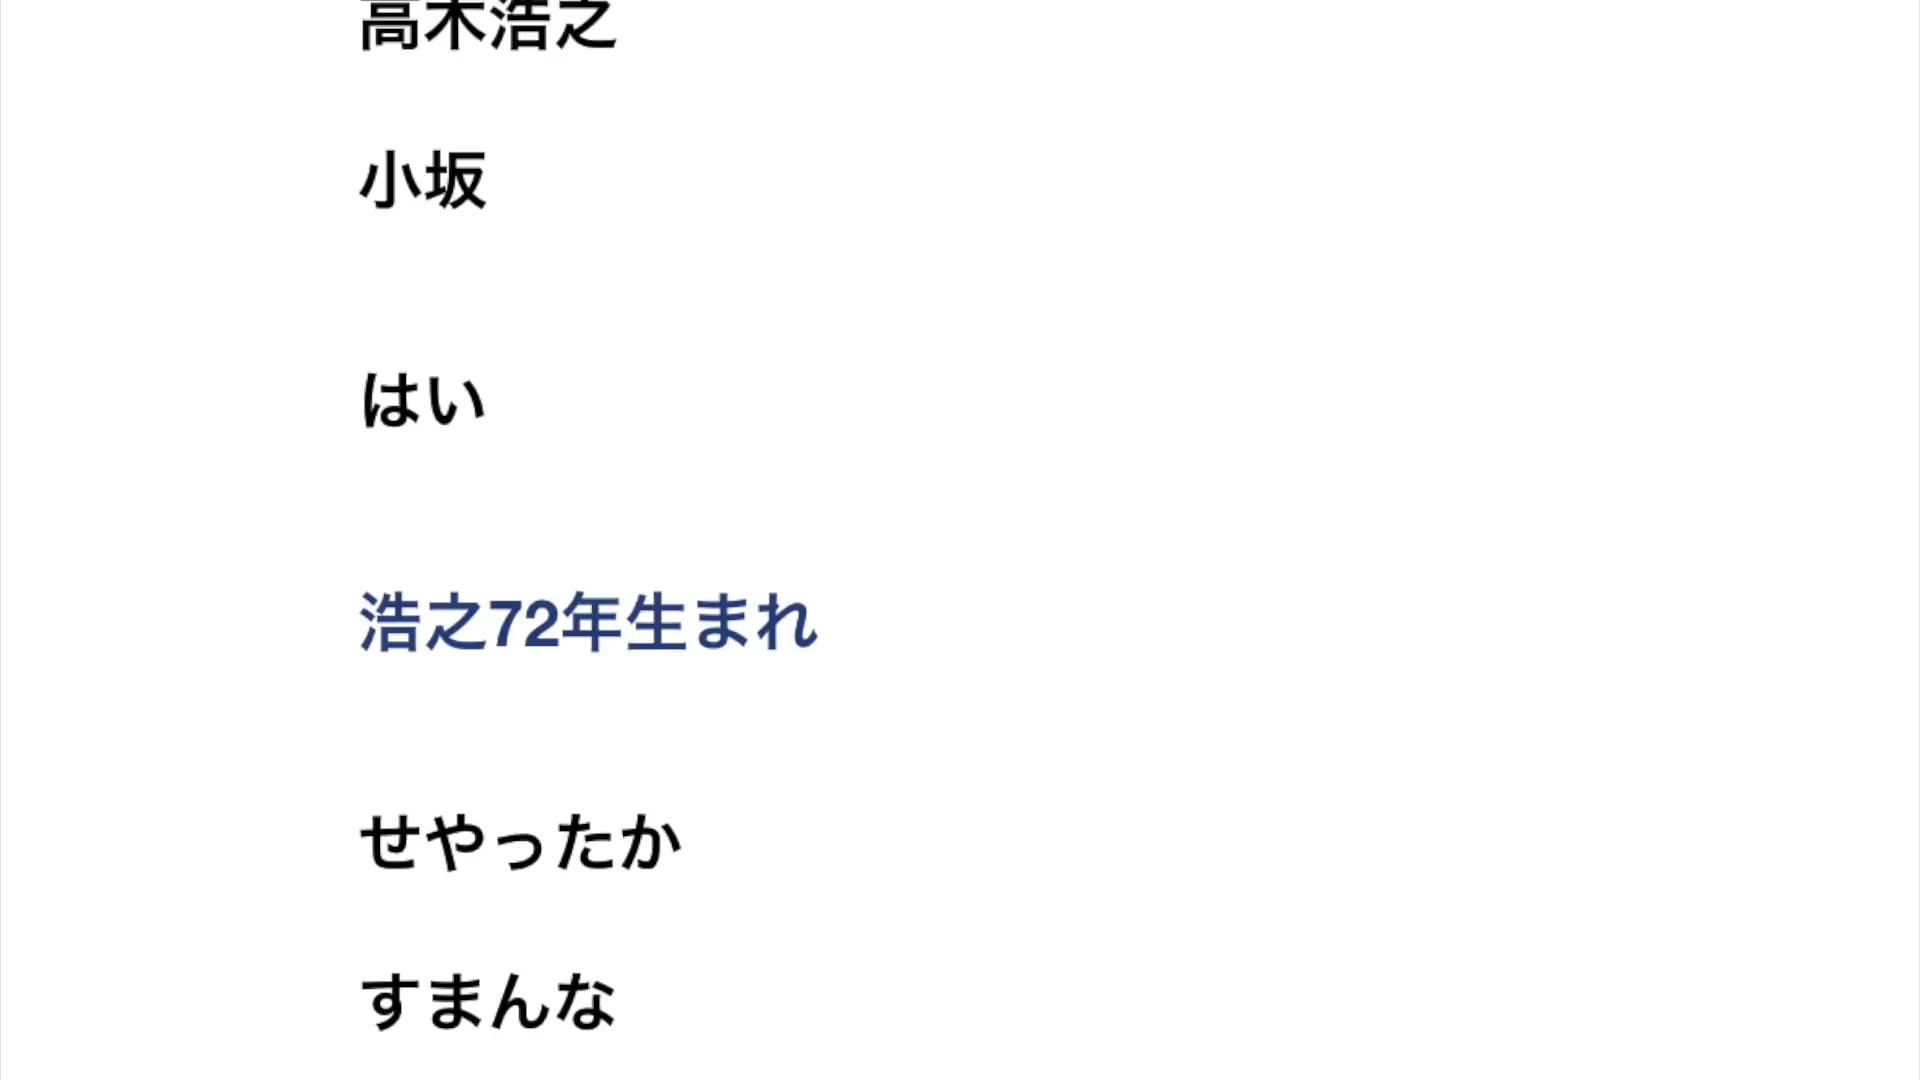 高木浩之
小坂
はい
浩之72年生まれ
せやったか
すまんな